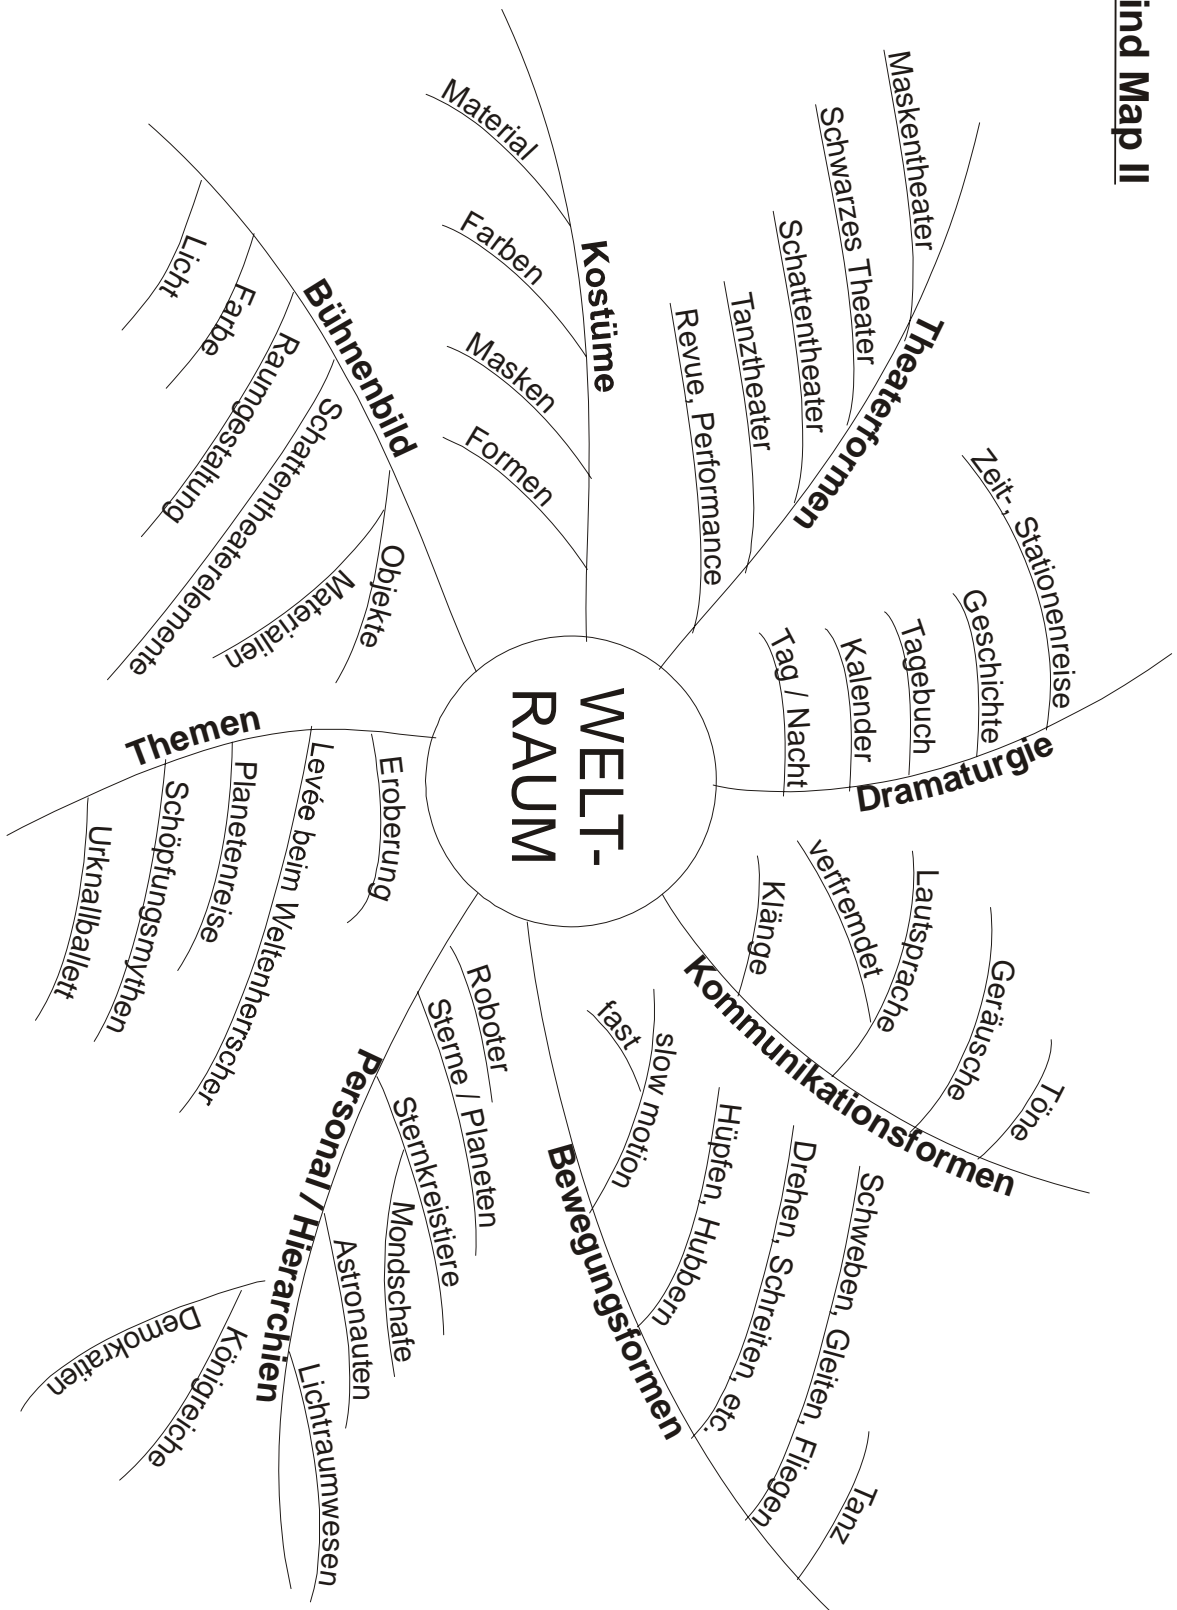 ind Map II
WELT-
RAUM
Theaterformen
Maskentheater
Schwarzes Theater
Schattentheater
Tanztheater
Revue, Performance
Dramaturgie
Zeit-, Stationenreise
Geschichte
Tagebuch
Kalender
Tag / Nacht
Kommunikationsformen
Töne
Geräusche
Lautsprache
verfremdet
Klänge
Bewegungsformen
Tanz
Schweben, Gleiten, Fliegen
Drehen, Schreiten, etc.
Hüpfen, Hubbern
slow motion
fast
Personal / Hierarchien
Roboter
Sterne / Planeten
Sternkreistiere
Mondschafe
Astronauten
Lichtraumwesen
Königreiche
Demokratien
Themen
Eroberung
Levée beim Weltenherrscher
Planetenreise
Schöpfungsmythen
Urknallballett
Bühnenbild
Licht
Farbe
Raumgestaltung
Schattentheaterelemente
Materialien
Objekte
Kostüme
Material
Farben
Masken
Formen